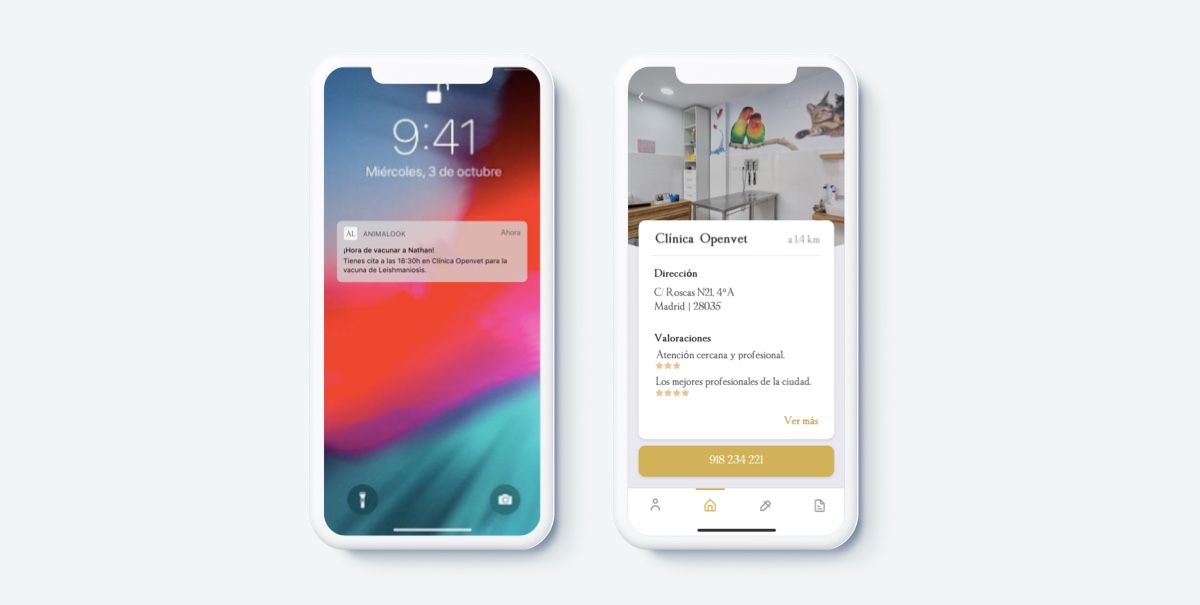 9:41
Miércoles, 3 de octubre
AL ANIMALOOK Ahora
¡Hora de vacunar a Nathan!
Tienes cita a las 18:30h en Clínica Openvet para la
vacuna de Leishmaniosis.
Clínica Openvet a 1.4 km
Dirección
C/ Roscas N21, 4º A
Madrid | 28035
Valoraciones
Atención cercana y profesional.
Los mejores profesionales de la ciudad.
Ver más
918 234 221